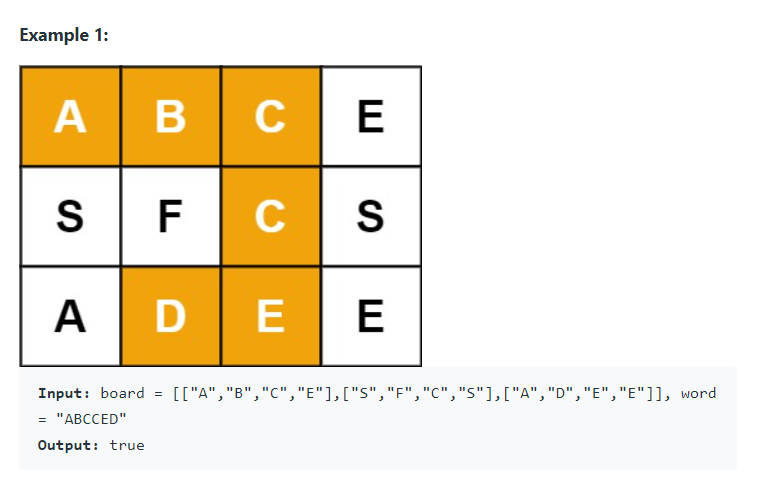 Example 1:
A B C E
S F C S
A D E E
Input: board = [["A","B","C","E"],["S","F","C","S"],["A","D","E","E"]], word
= "ABCCED"
Output: true